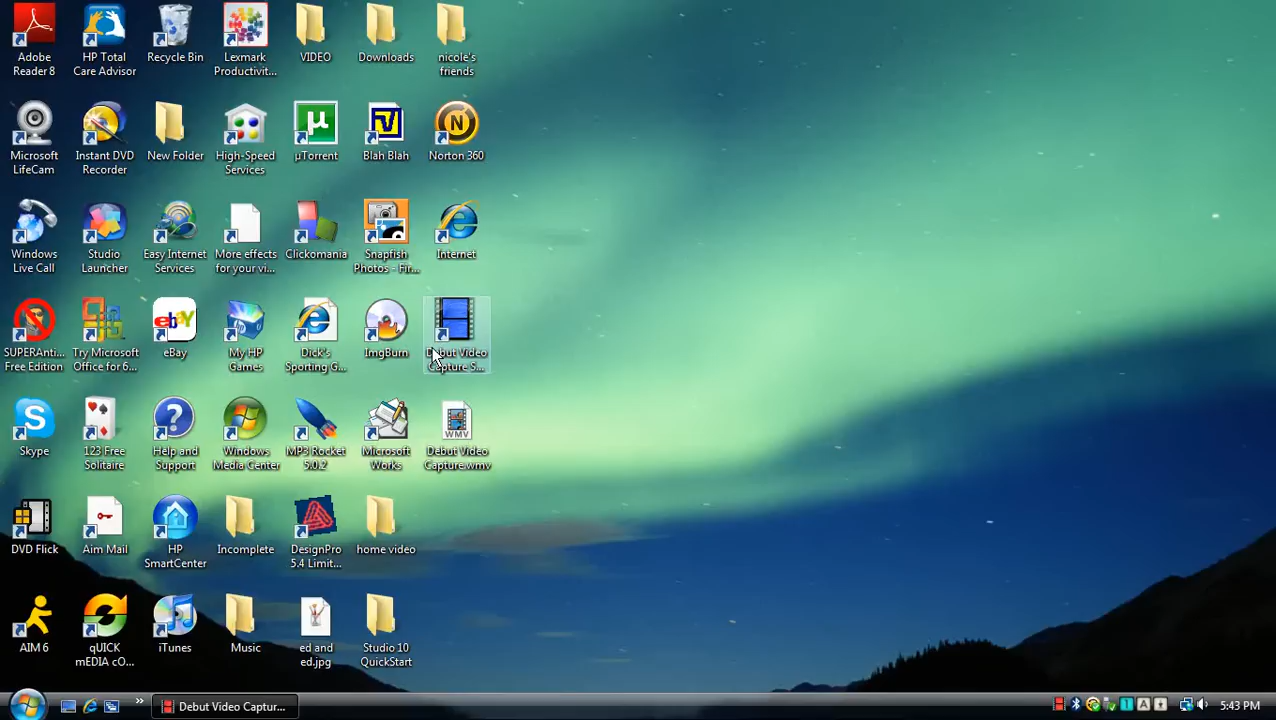 Adobe Reader 8
HP Total Care Advisor
Recycle Bin
Lexmark Productivit...
VIDEO
Downloads
nicole's friends
Microsoft LifeCam
Instant DVD Recorder
New Folder
High-Speed Services
µ
µTorrent
Blah Blah
N
Norton 360
Windows Live Call
Studio Launcher
Easy Internet Services
More effects for your vi...
Clickomania
Snapfish Photos - Fir...
Internet
SUPERAnti... Free Edition
Try Microsoft Office for 6...
ebY
eBay
My HP Games
Dick's Sporting G...
ImgBurn
Debut Video Capture S...
Skype
123 Free Solitaire
Help and Support
Windows Media Center
MP3 Rocket 5.0.2
Microsoft Works
WMV
Debut Video Capture.wmv
DVD Flick
Aim Mail
HP SmartCenter
Incomplete
DesignPro 5.4 Limit...
home video
AIM 6
qUICK mEDIA cO...
iTunes
Music
ed and ed.jpg
Studio 10 QuickStart
Debut Video Captur...
A
5:43 PM